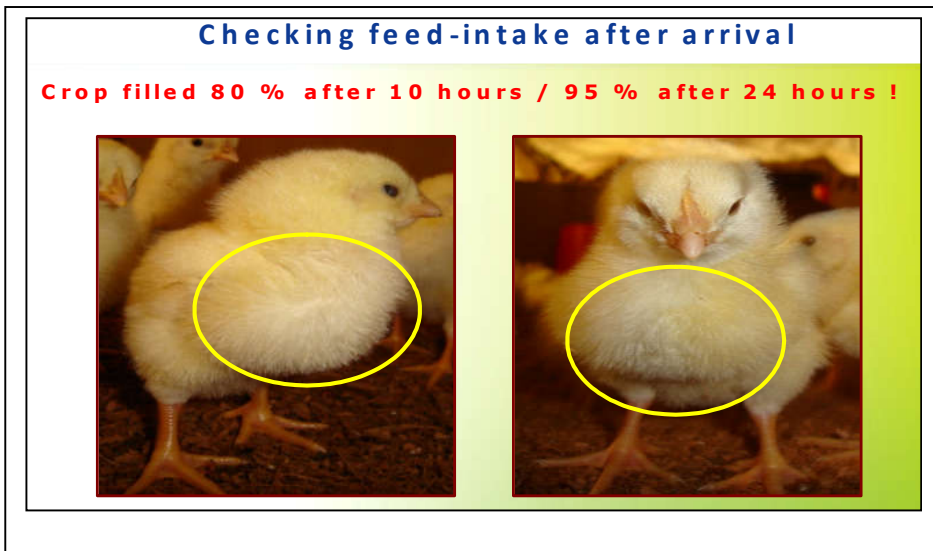 Checking feed-intake after arrival
Crop filled 80 % after 10 hours / 95 % after 24 hours !